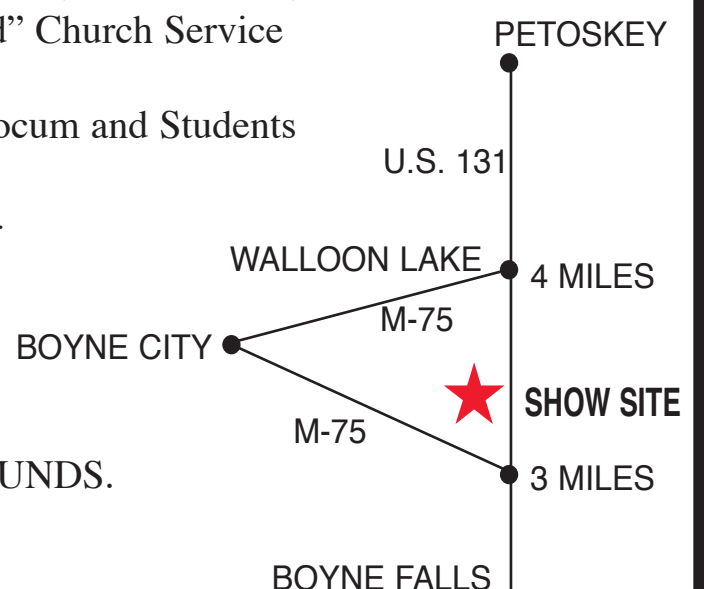 d” Church Service
PETOSKEY
ocum and Students
U.S. 131
.
WALLOON LAKE
4 MILES
M-75
BOYNE CITY
SHOW SITE
M-75
UNDS.
3 MILES
BOYNE FALLS